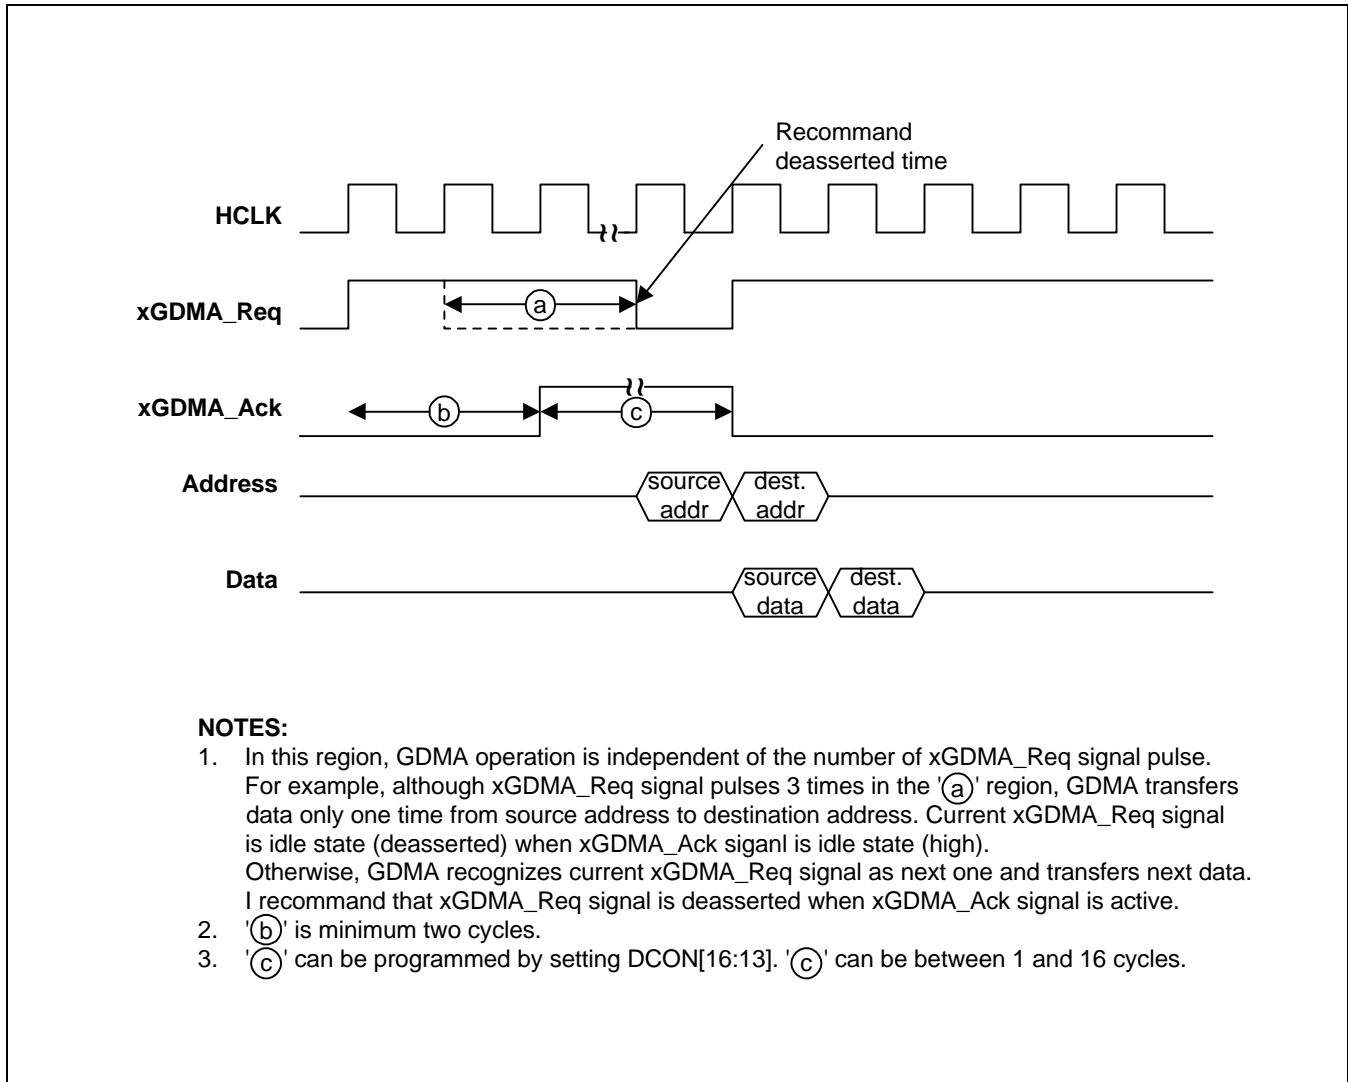 Recommand
deasserted time
HCLK
xGDMA_Req
a
xGDMA_Ack
b
c
Address
source
addr
dest.
addr
Data
source
data
dest.
data
NOTES:
1. In this region, GDMA operation is independent of the number of xGDMA_Req signal pulse.
For example, although xGDMA_Req signal pulses 3 times in the 'ⓐ' region, GDMA transfers
data only one time from source address to destination address. Current xGDMA_Req signal
is idle state (deasserted) when xGDMA_Ack siganl is idle state (high).
Otherwise, GDMA recognizes current xGDMA_Req signal as next one and transfers next data.
I recommand that xGDMA_Req signal is deasserted when xGDMA_Ack signal is active.
2. 'ⓑ' is minimum two cycles.
3. 'ⓒ' can be programmed by setting DCON[16:13]. 'ⓒ' can be between 1 and 16 cycles.